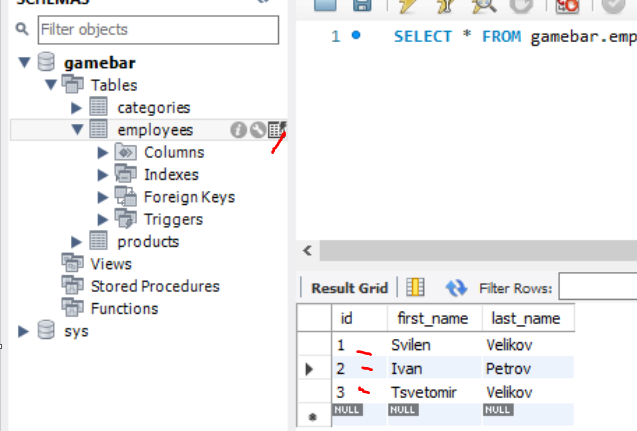 SCHEMAS
Filter objects
gamebar
Tables
categories
employees
Columns
Indexes
Foreign Keys
Triggers
products
Views
Stored Procedures
Functions
sys
1 SELECT * FROM gamebar.emp
Result Grid Filter Rows:
id first_name last_name
1 Svilen Velikov
2 Ivan Petrov
3 Tsvetomir Velikov
NULL NULL NULL